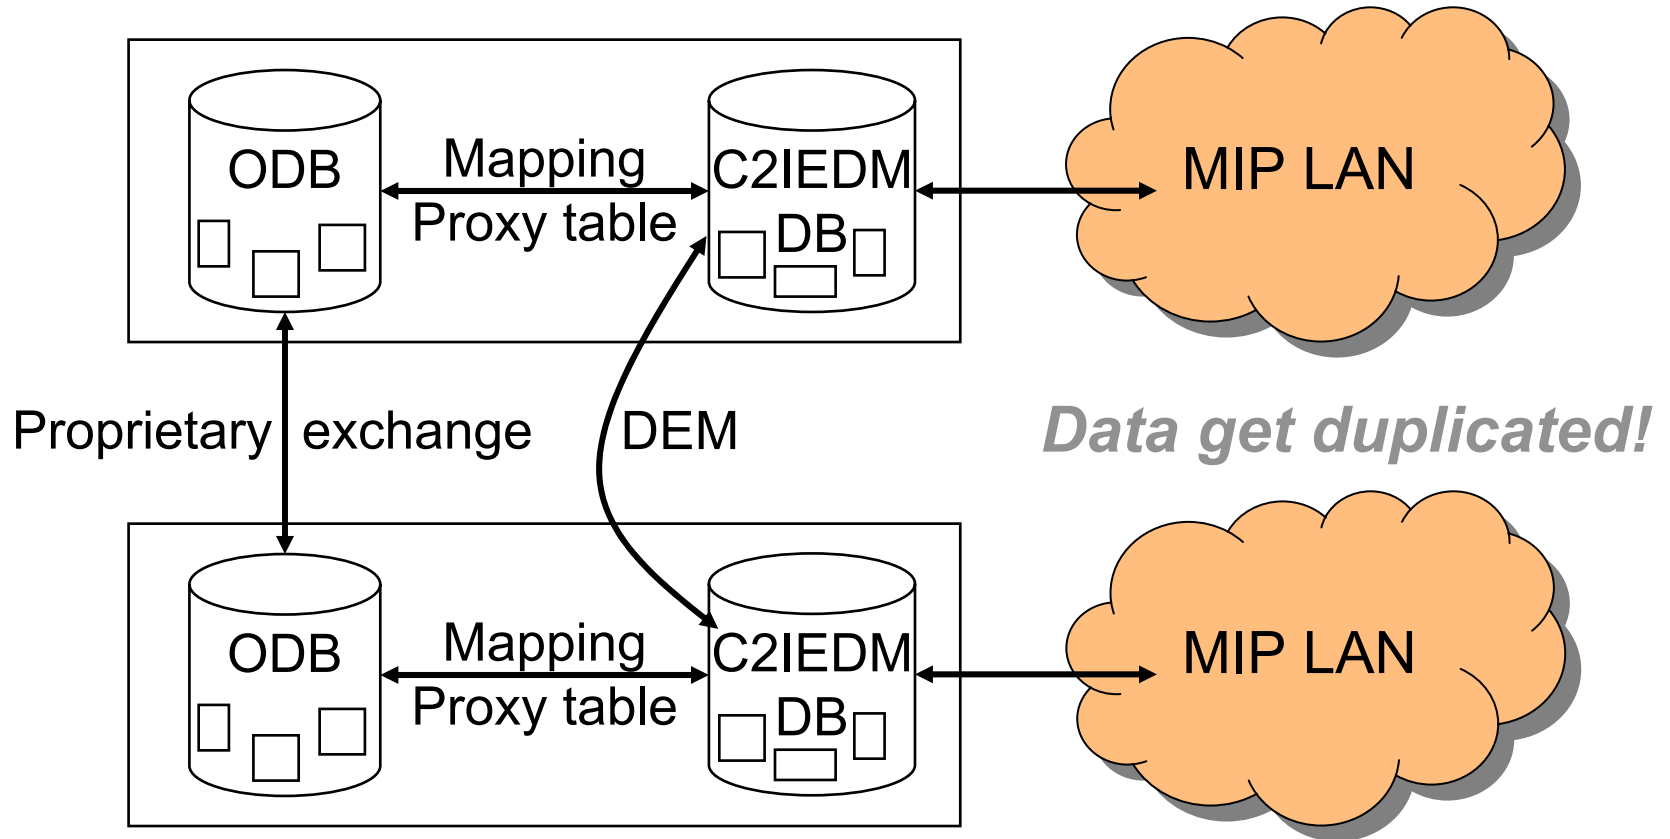 ODB
Mapping
Proxy table
C2IEDM
DB
MIP LAN
Proprietary exchange
DEM
Data get duplicated!
ODB
Mapping
Proxy table
C2IEDM
DB
MIP LAN